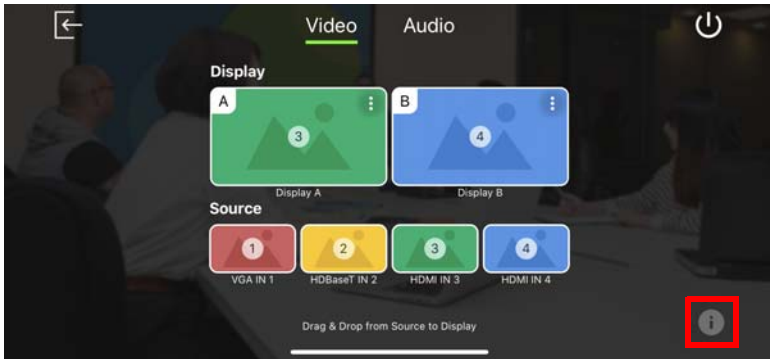 Video Audio
Display
A 3 B 4
Display A Display B
Source
1 2 3 4
VGA IN 1 HDBaseT IN 2 HDMI IN 3 HDMI IN 4
Drag & Drop from Source to Display
i